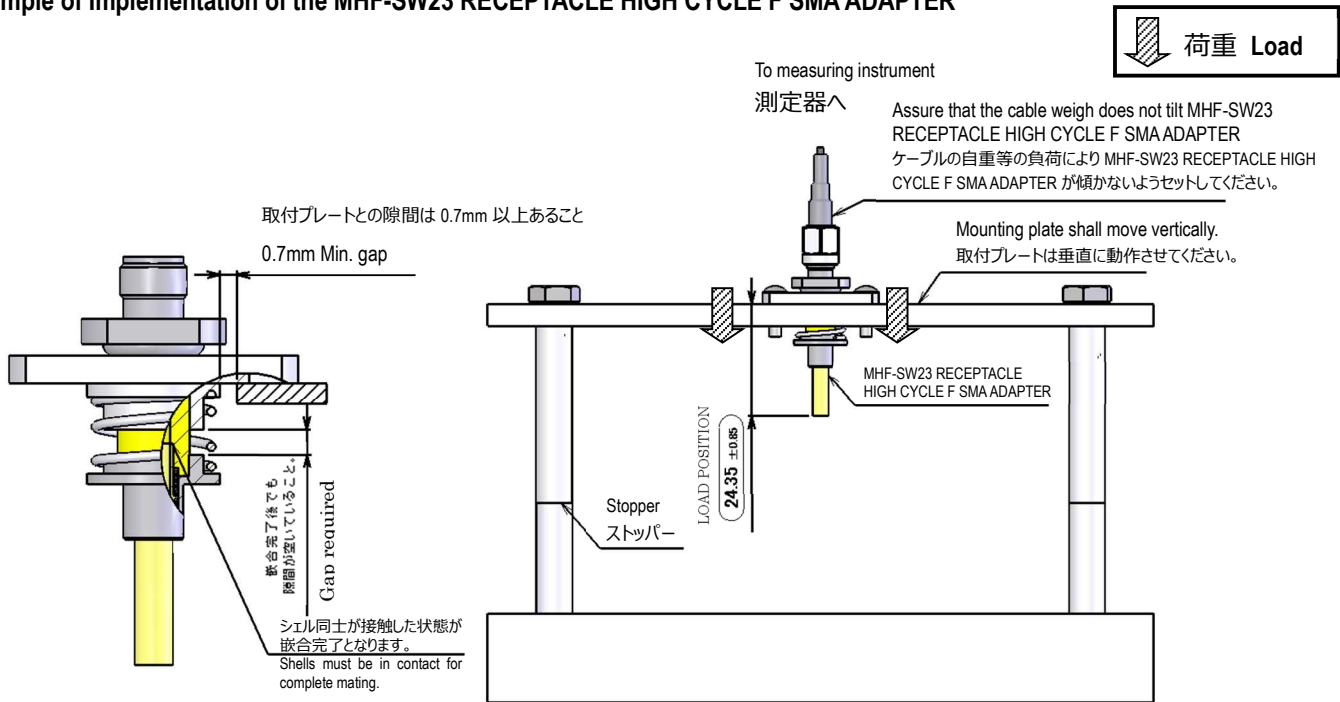 mple of Implementation of the MHF-SW23 RECEPTACLE HIGH CYCLE F SMA ADAPTER
荷重 Load
To measuring instrument
測定器へ
Assure that the cable weigh does not tilt MHF-SW23
RECEPTACLE HIGH CYCLE F SMA ADAPTER
ケーブルの自重等の負荷により MHF-SW23 RECEPTACLE HIGH
CYCLE F SMA ADAPTER が傾かないようセットしてください。
取付プレートとの隙間は 0.7mm 以上あること
0.7mm Min. gap
Mounting plate shall move vertically.
取付プレートは垂直に動作させてください。
MHF-SW23 RECEPTACLE
HIGH CYCLE F SMA ADAPTER
LOAD POSITION
24.35 ±0.85
Stopper
ストッパー
嵌合完了後でも
隙間が空いていること。
Gap required
シェル同士が接触した状態が
嵌合完了となります。
Shells must be in contact for
complete mating.